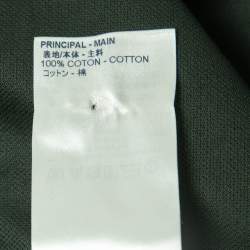 PRINCIPAL - MAIN
表地/本体 - 主料
100% COTON - COTTON
コットン - 棉